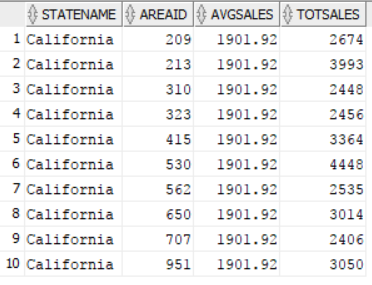 STATENAME AREAID AVGSALES TOTSALES
1 California 209 1901.92 2674
2 California 213 1901.92 3993
3 California 310 1901.92 2448
4 California 323 1901.92 2456
5 California 415 1901.92 3364
6 California 530 1901.92 4448
7 California 562 1901.92 2535
8 California 650 1901.92 3014
9 California 707 1901.92 2406
10 California 951 1901.92 3050